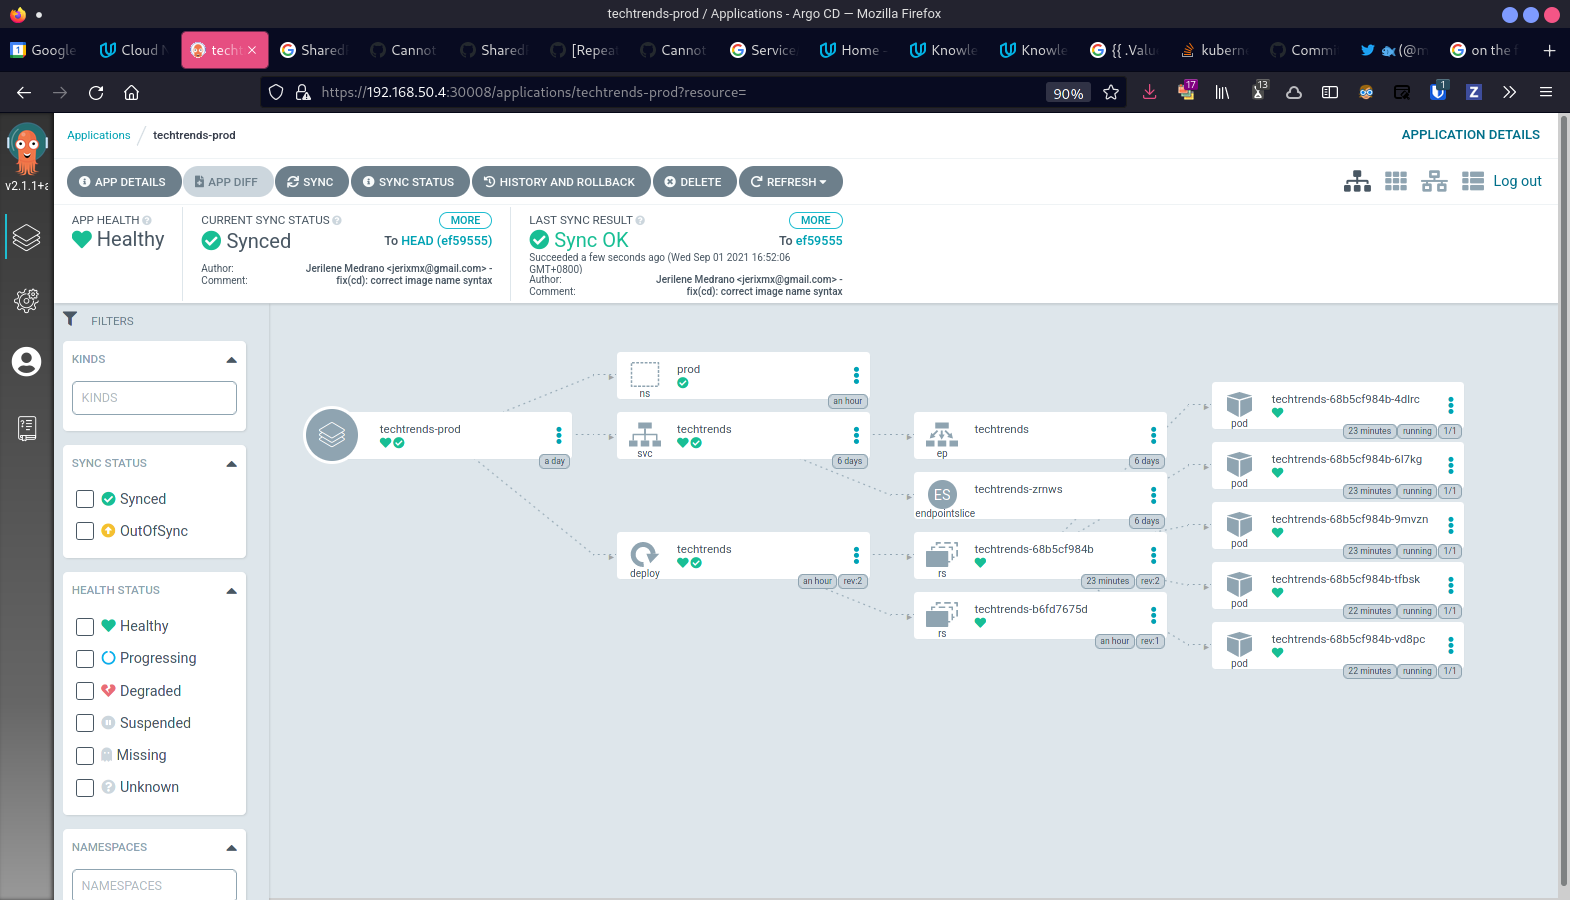 techtrends-prod / Applications - Argo CD — Mozilla Firefox
Google
Cloud
tech
Shared
Cannot
Shared
[Repea
Cannot
Service
Home -
Knowle
Knowle
{{ .Valu
kubern
Comm
(@m
on the f
https://192.168.50.4:30008/applications/techtrends-prod?resource=
90%
17
13
1
v2.1.1+a
Applications / techtrends-prod
APPLICATION DETAILS
APP DETAILS
APP DIFF
SYNC
SYNC STATUS
HISTORY AND ROLLBACK
DELETE
REFRESH
Log out
APP HEALTH
Healthy
CURRENT SYNC STATUS
MORE
Synced
To HEAD (ef59555)
Author: Jerilene Medrano <jerixmx@gmail.com> -
Comment: fix(cd): correct image name syntax
LAST SYNC RESULT
MORE
Sync OK
To ef59555
Succeeded a few seconds ago (Wed Sep 01 2021 16:52:06
GMT+0800)
Author: Jerilene Medrano <jerixmx@gmail.com> -
Comment: fix(cd): correct image name syntax
FILTERS
KINDS
KINDS
SYNC STATUS
Synced
OutOfSync
HEALTH STATUS
Healthy
Progressing
Degraded
Suspended
Missing
Unknown
NAMESPACES
NAMESPACES
techtrends-prod
a day
ns
prod
an hour
svc
techtrends
6 days
deploy
techtrends
an hour
rev:2
ep
techtrends
6 days
ES
endpointslice
techtrends-zrnws
6 days
rs
techtrends-68b5cf984b
23 minutes
rev:2
rs
techtrends-b6fd7675d
an hour
rev:1
pod
techtrends-68b5cf984b-4dlrc
23 minutes
running
1/1
pod
techtrends-68b5cf984b-6l7kg
23 minutes
running
1/1
pod
techtrends-68b5cf984b-9mvzn
23 minutes
running
1/1
pod
techtrends-68b5cf984b-tfbsk
22 minutes
running
1/1
pod
techtrends-68b5cf984b-vd8pc
22 minutes
running
1/1